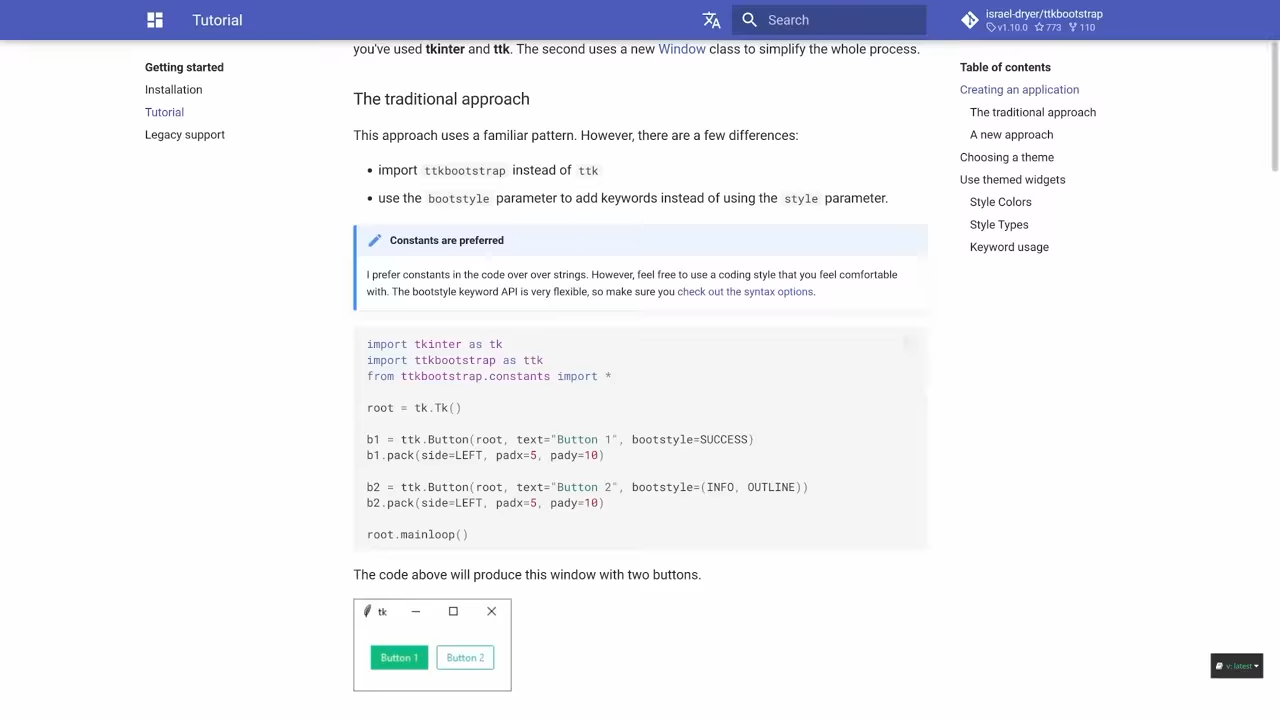 Tutorial
Search
israel-dryer/ttkbootstrap
v1.10.0 773 110
Getting started
Installation
Tutorial
Legacy support
you've used tkinter and ttk. The second uses a new Window class to simplify the whole process.
The traditional approach
This approach uses a familiar pattern. However, there are a few differences:
• import ttkbootstrap instead of ttk
• use the bootstyle parameter to add keywords instead of using the style parameter.
Constants are preferred
I prefer constants in the code over over strings. However, feel free to use a coding style that you feel comfortable
with. The bootstyle keyword API is very flexible, so make sure you check out the syntax options.
import tkinter as tk
import ttkbootstrap as ttk
from ttkbootstrap.constants import *
root = tk.Tk()
b1 = ttk.Button(root, text="Button 1", bootstyle=SUCCESS)
b1.pack(side=LEFT, padx=5, pady=10)
b2 = ttk.Button(root, text="Button 2", bootstyle=(INFO, OUTLINE))
b2.pack(side=LEFT, padx=5, pady=10)
root.mainloop()
The code above will produce this window with two buttons.
tk
Button 1 Button 2
Table of contents
Creating an application
The traditional approach
A new approach
Choosing a theme
Use themed widgets
Style Colors
Style Types
Keyword usage
v: latest